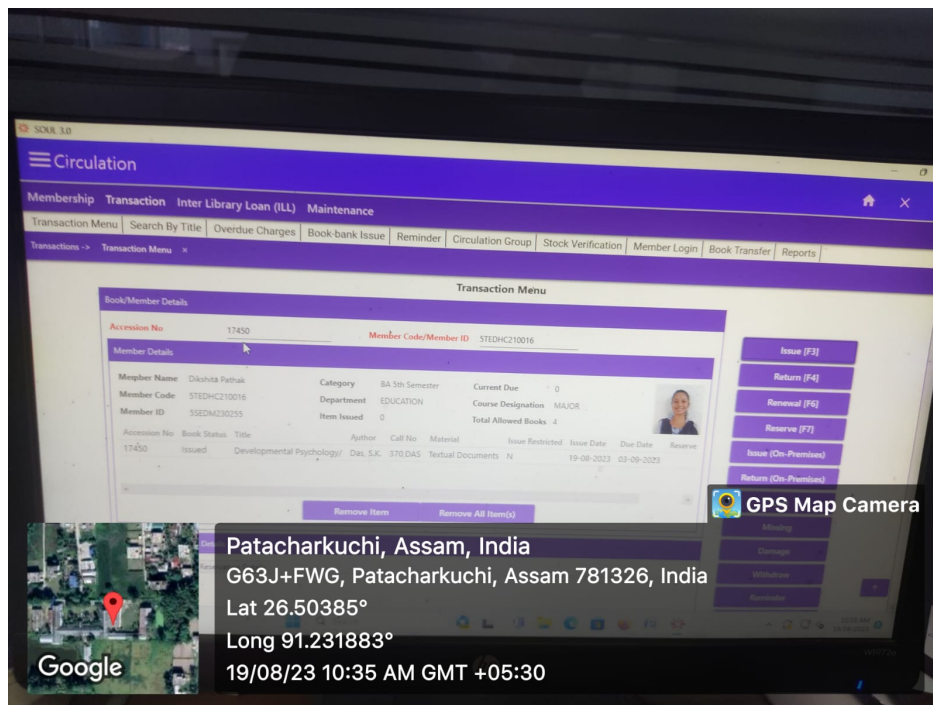 SOUL 3.0
Circulation
Membership Transaction Inter Library Loan (ILL) Maintenance
Transaction Menu Search By Title Overdue Charges Book-bank Issue Reminder Circulation Group Stock Verification Member Login Book Transfer Reports
Transactions -> Transaction Menu ×
Transaction Menu
Book/Member Details
Accession No 17450 Member Code/Member ID 5TEDHC210016
Member Details
Member Name Dikshita Pathak Category BA 5th Semester Current Due 0
Member Code 5TEDHC210016 Department EDUCATION Course Designation MAJOR
Member ID 5SEDM230255 Item Issued 0 Total Allowed Books 4
Accession No Book Status Title Author Call No Material Issue Restricted Issue Date Due Date Reserve
17450 Issued Developmental Psychology/ Das, S.K. 370.DAS Textual Documents N 19-08-2023 03-09-2023
Remove Item Remove All Item(s)
Issue [F3]
Return [F4]
Renewal [F6]
Reserve [F7]
Issue (On-Premises)
Return (On-Premises)
Missing
Damage
Withdraw
Reminder
GPS Map Camera
Patacharkuchi, Assam, India
G63J+FWG, Patacharkuchi, Assam 781326, India
Lat 26.50385°
Long 91.231883°
19/08/23 10:35 AM GMT +05:30
Google